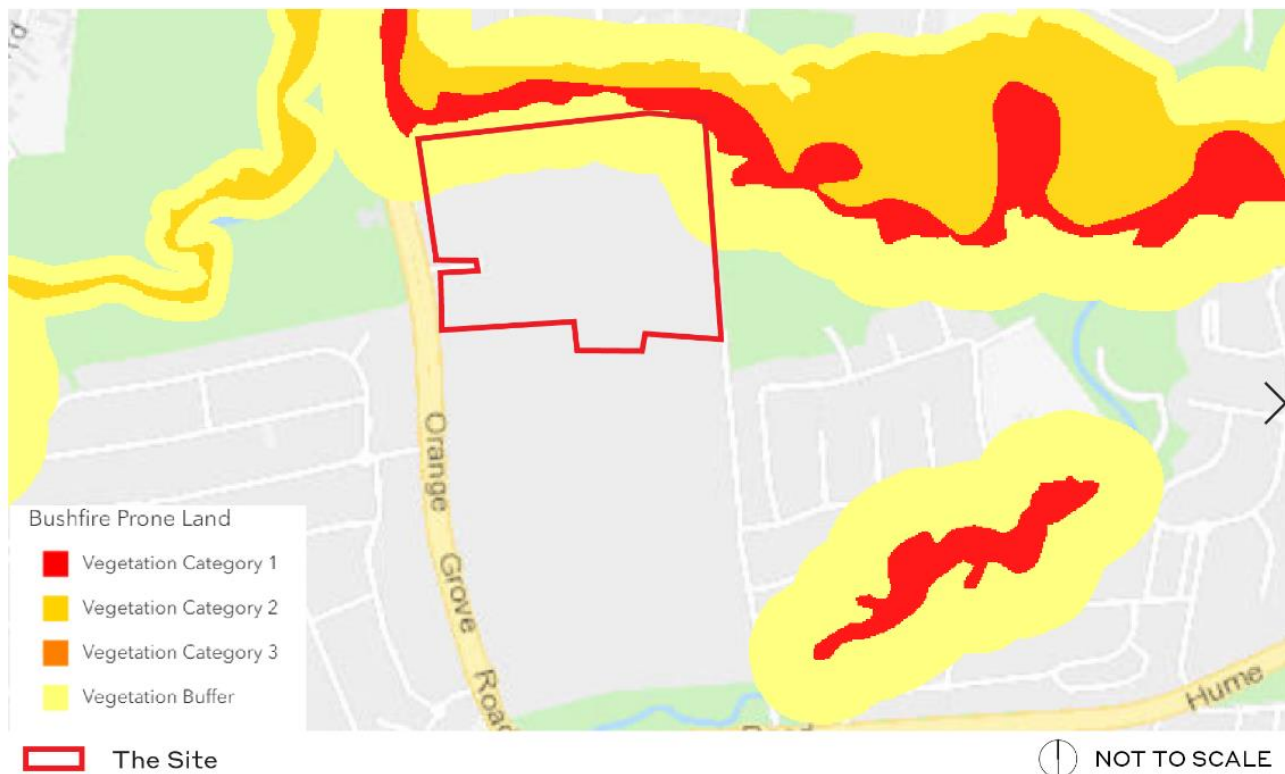 rd
Orange
Grove
Road
Hume
Bushfire Prone Land
Vegetation Category 1
Vegetation Category 2
Vegetation Category 3
Vegetation Buffer
The Site
NOT TO SCALE